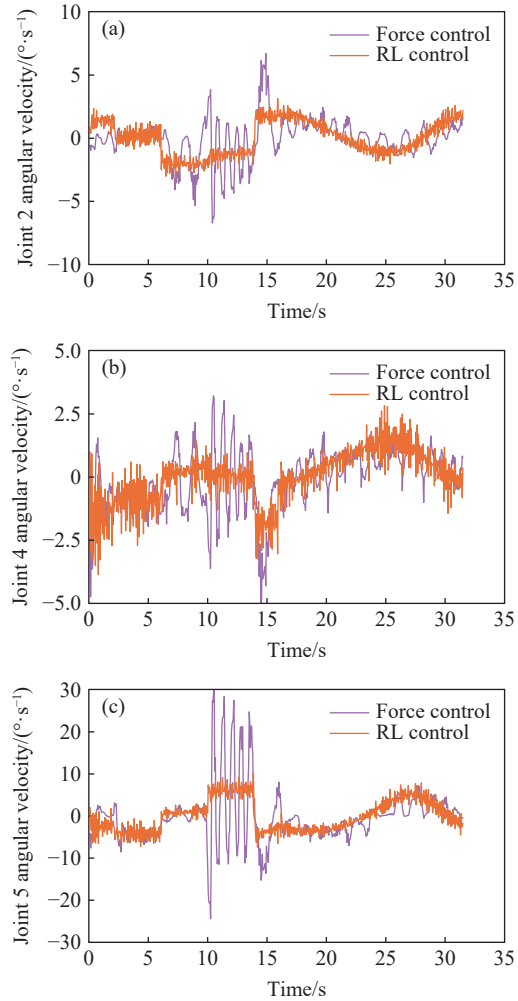 (a)
Force control
RL control
Joint 2 angular velocity/(°·s⁻¹)
10
5
0
−5
−10
0 5 10 15 20 25 30 35
Time/s
(b)
Force control
RL control
Joint 4 angular velocity/(°·s⁻¹)
5.0
2.5
0
−2.5
−5.0
0 5 10 15 20 25 30 35
Time/s
(c)
Force control
RL control
Joint 5 angular velocity/(°·s⁻¹)
30
20
10
0
−10
−20
−30
0 5 10 15 20 25 30 35
Time/s